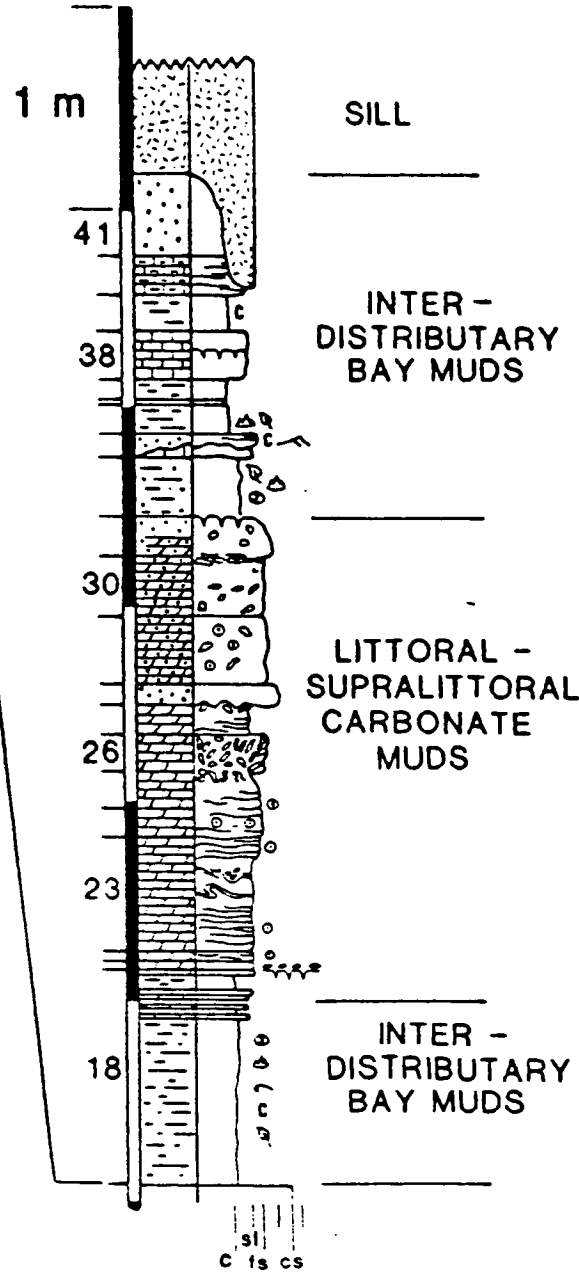 1 m
SILL
41
INTER -
DISTRIBUTARY
BAY MUDS
c
38
c
30
LITTORAL -
SUPRALITTORAL
CARBONATE
MUDS
26
23
INTER -
DISTRIBUTARY
BAY MUDS
18
c
sl
c fs cs